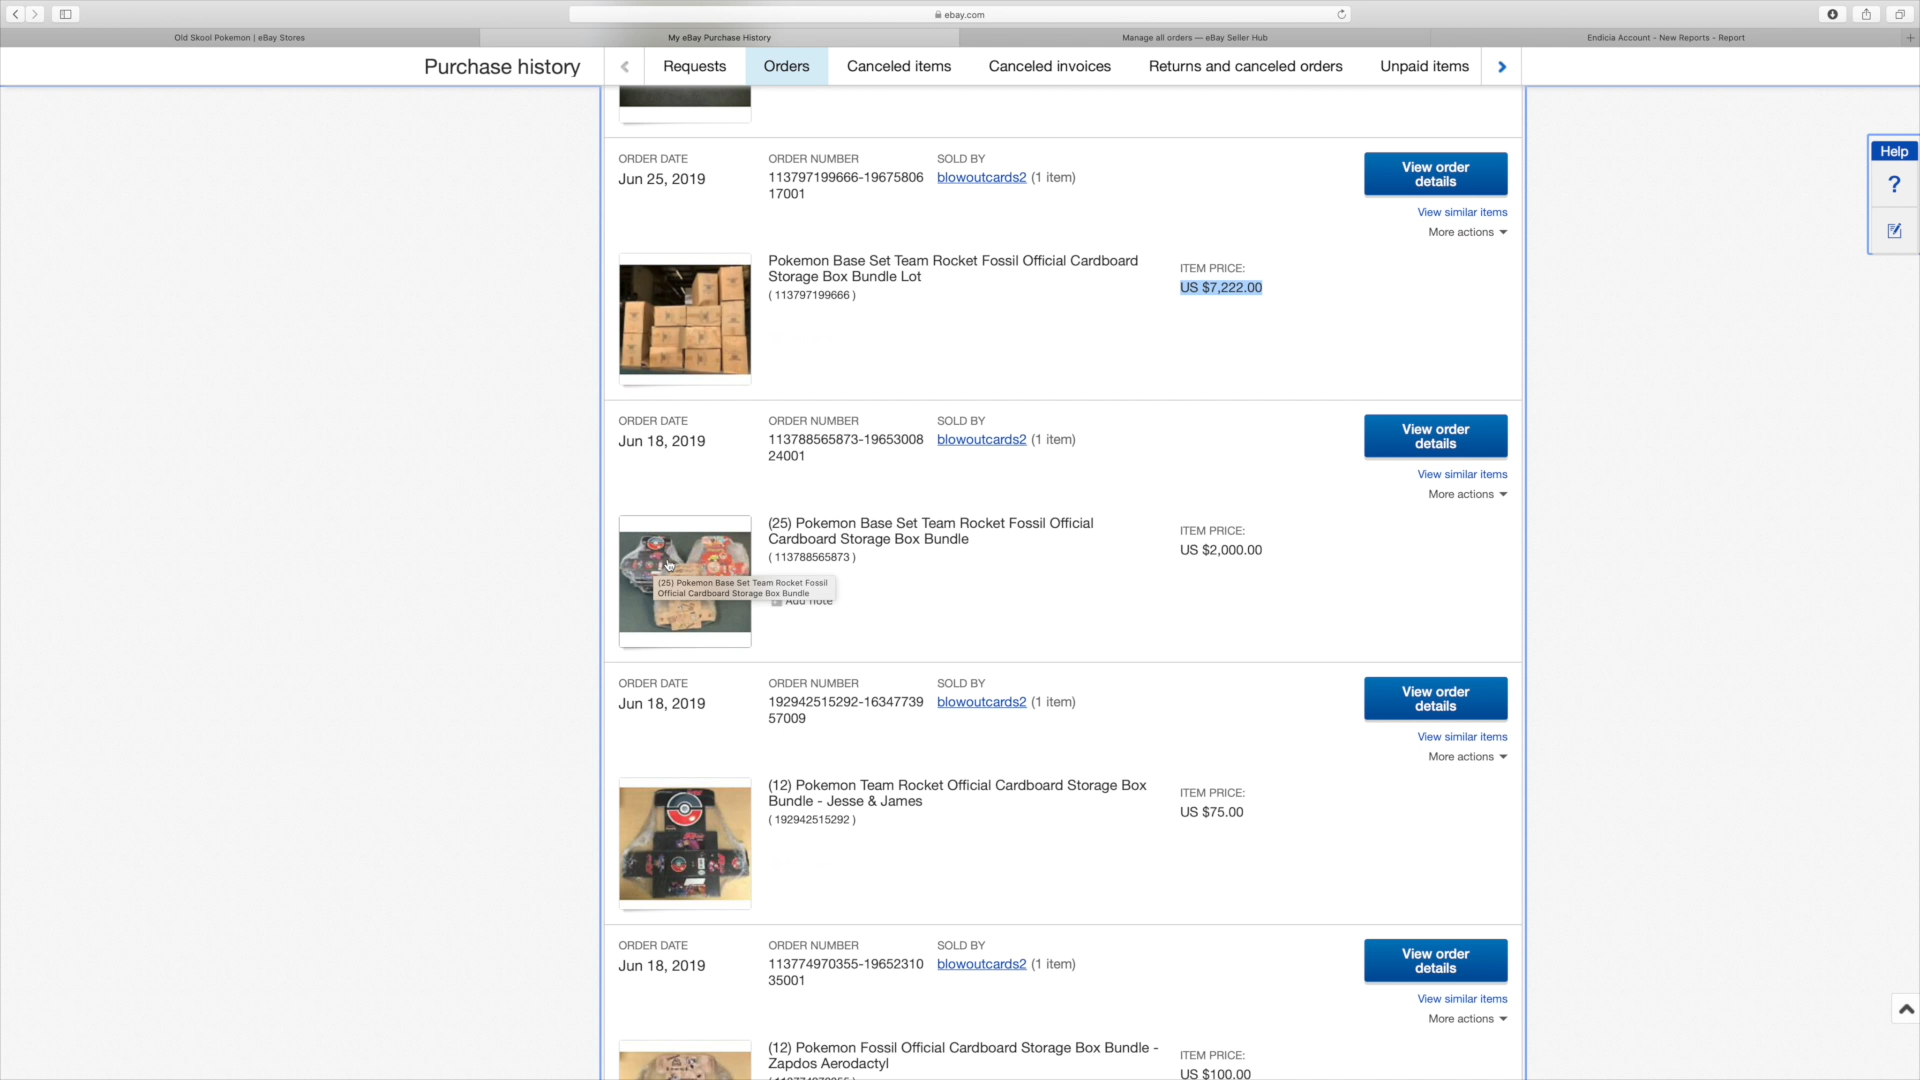 ebay.com
Old Skool Pokemon | eBay Stores
My eBay Purchase History
Manage all orders — eBay Seller Hub
Endicia Account - New Reports - Report
Purchase history
Requests
Orders
Canceled items
Canceled invoices
Returns and canceled orders
Unpaid items
Help
?
ORDER DATE
Jun 25, 2019
ORDER NUMBER
113797199666-19675806
17001
SOLD BY
blowoutcards2 (1 item)
View order
details
View similar items
More actions
Pokemon Base Set Team Rocket Fossil Official Cardboard
Storage Box Bundle Lot
( 113797199666 )
ITEM PRICE:
US $7,222.00
ORDER DATE
Jun 18, 2019
ORDER NUMBER
113788565873-19653008
24001
SOLD BY
blowoutcards2 (1 item)
View order
details
View similar items
More actions
(25) Pokemon Base Set Team Rocket Fossil Official
Cardboard Storage Box Bundle
( 113788565873 )
ITEM PRICE:
US $2,000.00
(25) Pokemon Base Set Team Rocket Fossil
Official Cardboard Storage Box Bundle
Add note
ORDER DATE
Jun 18, 2019
ORDER NUMBER
192942515292-16347739
57009
SOLD BY
blowoutcards2 (1 item)
View order
details
View similar items
More actions
(12) Pokemon Team Rocket Official Cardboard Storage Box
Bundle - Jesse & James
( 192942515292 )
ITEM PRICE:
US $75.00
ORDER DATE
Jun 18, 2019
ORDER NUMBER
113774970355-19652310
35001
SOLD BY
blowoutcards2 (1 item)
View order
details
View similar items
More actions
(12) Pokemon Fossil Official Cardboard Storage Box Bundle -
Zapdos Aerodactyl
ITEM PRICE:
US $100.00